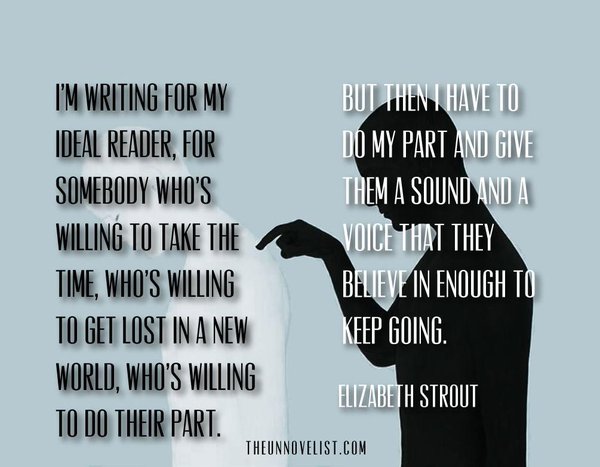 I'M WRITING FOR MY
IDEAL READER, FOR
SOMEBODY WHO'S
WILLING TO TAKE THE
TIME, WHO'S WILLING
TO GET LOST IN A NEW
WORLD, WHO'S WILLING
TO DO THEIR PART.
BUT THEN I HAVE TO
DO MY PART AND GIVE
THEM A SOUND AND A
VOICE THAT THEY
BELIEVE IN ENOUGH TO
KEEP GOING.
ELIZABETH STROUT
THEUNNOVELIST.COM